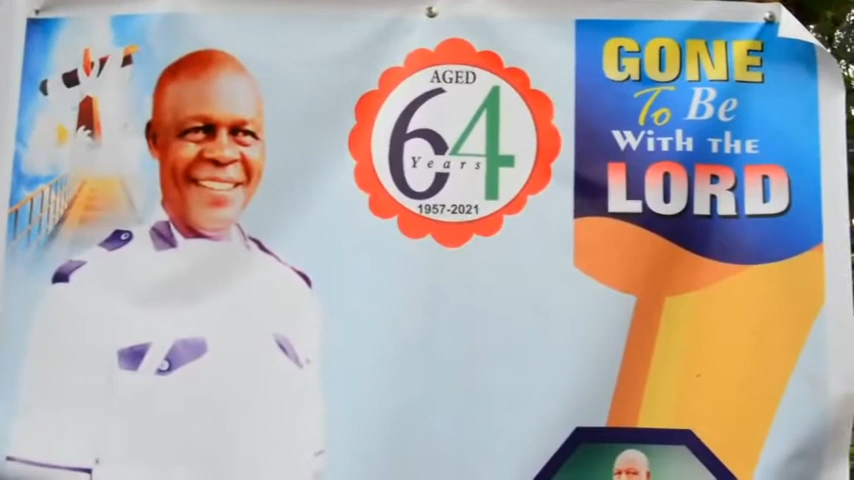 AGED
64
Years
1957-2021
GONE
To Be
WITH THE
LORD